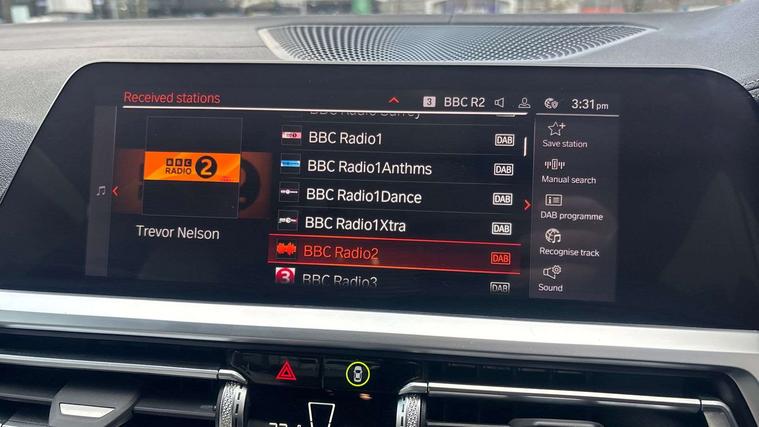 Received stations
3 BBC R2
3:31pm
BBC Radio1 DAB
BBC Radio1Anthms DAB
BBC Radio1Dance DAB
BBC Radio1Xtra DAB
BBC Radio2 DAB
3 BBC Radio3 DAB
BBC
RADIO 2
Trevor Nelson
Save station
Manual search
DAB programme
Recognise track
Sound